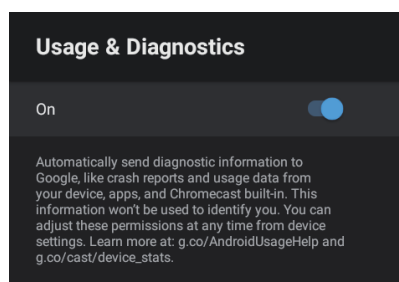 Usage & Diagnostics
On
Automatically send diagnostic information to
Google, like crash reports and usage data from
your device, apps, and Chromecast built-in. This
information won't be used to identify you. You can
adjust these permissions at any time from device
settings. Learn more at: g.co/AndroidUsageHelp and
g.co/cast/device_stats.